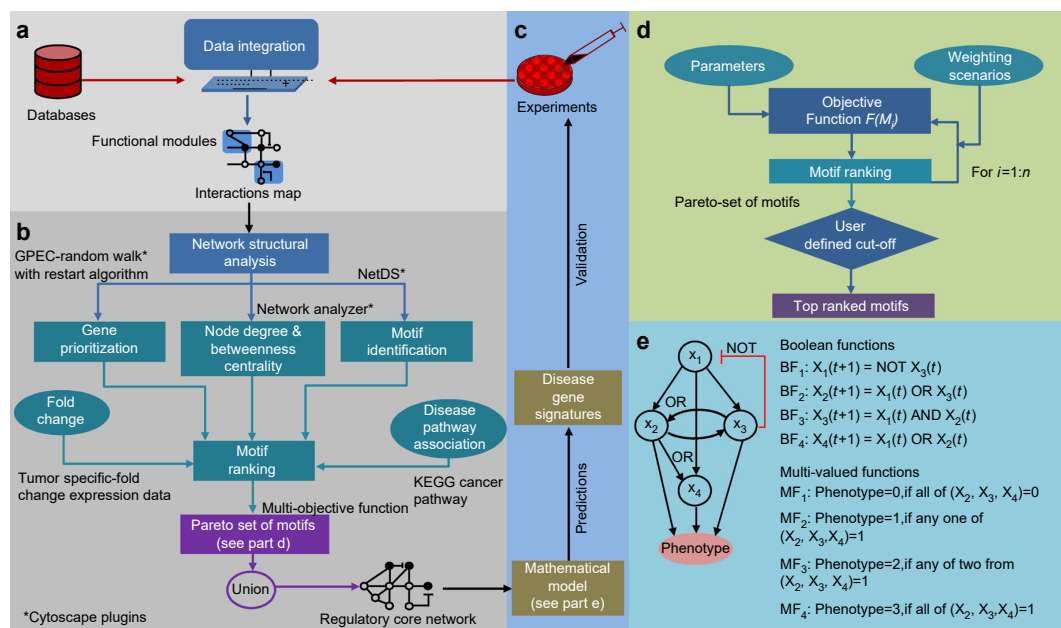 a
Data integration
Databases
Functional modules
Interactions map
b
GPEC-random walk*
with restart algorithm
Network structural
analysis
NetDS*
Network analyzer*
Gene
prioritization
Node degree &
betweenness
centrality
Motif
identification
Fold
change
Disease
pathway
association
Motif
ranking
Tumor specific-fold
change expression data
KEGG cancer
pathway
Multi-objective function
Pareto set of motifs
(see part d)
Union
Regulatory core network
*Cytoscape plugins
c
Experiments
Validation
Disease
gene
signatures
Predictions
Mathematical
model
(see part e)
d
Parameters
Weighting
scenarios
Objective
Function F(Mi)
Motif ranking
For i=1:n
Pareto-set of motifs
User
defined cut-off
Top ranked motifs
e
x1
NOT
OR
x2
x3
OR
x4
Phenotype
Boolean functions
BF1: X1(t+1) = NOT X3(t)
BF2: X2(t+1) = X1(t) OR X3(t)
BF3: X3(t+1) = X1(t) AND X2(t)
BF4: X4(t+1) = X1(t) OR X2(t)
Multi-valued functions
MF1: Phenotype=0,if all of (X2, X3, X4)=0
MF2: Phenotype=1,if any one of
(X2, X3,X4)=1
MF3: Phenotype=2,if any of two from
(X2, X3, X4)=1
MF4: Phenotype=3,if all of (X2, X3,X4)=1